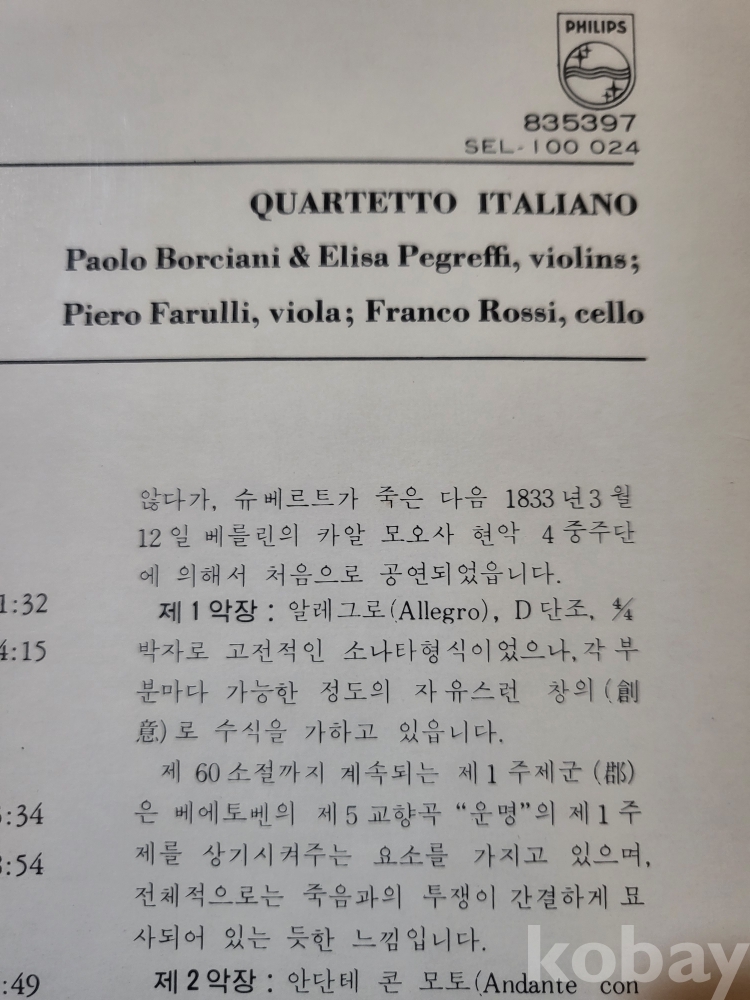 PHILIPS
835397
SEL-100 024
QUARTETTO ITALIANO
Paolo Borciani & Elisa Pegreffi, violins;
Piero Farulli, viola; Franco Rossi, cello
않다가, 슈베르트가 죽은 다음 1833년3월
12일 베를린의 카알 모오사 현악 4중주단
에 의해서 처음으로 공연되었읍니다.
1:32
제1악장 : 알레그로(Allegro), D단조, 4/4
4:15
박자로 고전적인 소나타형식이었으나, 각 부
분마다 가능한 정도의 자유스런 창의(創
意)로 수식을 가하고 있읍니다.
제 60소절까지 계속되는 제1주제군(郡)
:34
은 베에토벤의 제5교향곡 “운명”의 제1주
제를 상기시켜주는 요소를 가지고 있으며,
:54
전체적으로는 죽음과의 투쟁이 간결하게 묘
사되어 있는 듯한 느낌입니다.
:49
제2악장 : 안단테 콘 모토(Andante con
kobay